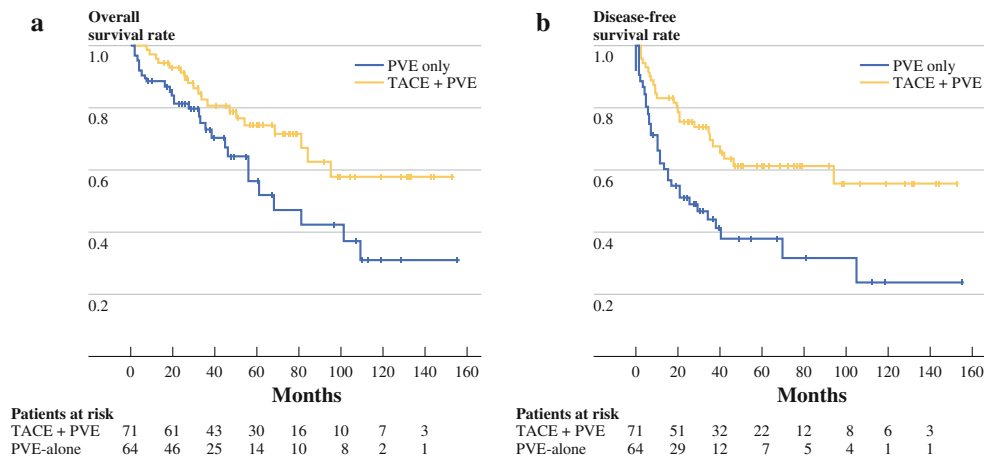 a
Overall
survival rate
1.0
0.8
0.6
0.4
0.2
PVE only
TACE + PVE
0 20 40 60 80 100 120 140 160
Months
Patients at risk
TACE + PVE 71 61 43 30 16 10 7 3
PVE-alone 64 46 25 14 10 8 2 1
b
Disease-free
survival rate
1.0
0.8
0.6
0.4
0.2
PVE only
TACE + PVE
0 20 40 60 80 100 120 140 160
Months
Patients at risk
TACE + PVE 71 51 32 22 12 8 6 3
PVE-alone 64 29 12 7 5 4 1 1